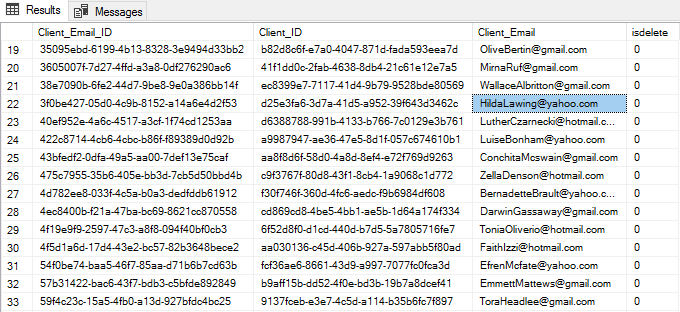 Results Messages
Client_Email_ID Client_ID Client_Email isdelete
19 35095ebd-6199-4b13-8328-3e9494d33bb2 b82d8c6f-e7a0-4047-871d-fada593eea7d OliveBertin@gmail.com 0
20 3605007f-7d27-4ffd-a3a8-0df276290ac6 41f1dd0c-2fab-4638-8db4-21c61e12e7a5 MirnaRuf@gmail.com 0
21 38e7090b-6fe2-44d7-9be8-9e0a386bb14f ec8399e7-7117-41d4-9b79-9528bde80569 WallaceAlbritton@gmail.com 0
22 3f0be427-05d0-4c9b-8152-a14a6e4d2f53 d25e3fa6-3d7a-41d5-a952-39f643d3462c HildaLawing@yahoo.com 0
23 40ef952e-4a6c-4517-a3cf-1f74cd1253aa d6388788-991b-4133-b766-7c0129e3b761 LutherCzarnecki@hotmail.c... 0
24 422c8714-4cb6-4cbc-b86f-f89389d0d92b a9987947-ae36-47e5-8d1f-057c674610b1 LuiseBonham@yahoo.com 0
25 43bfedf2-0dfa-49a5-aa00-7def13e75caf aa8f8d6f-58d0-4a8d-8ef4-e72f769d9263 ConchitaMcswain@gmail.c... 0
26 475c7955-35b6-405e-bb3d-7cb5d50bbd4b c9f3767f-80d8-43f1-8cb4-1a9068c1d772 ZellaDenson@hotmail.com 0
27 4d782ee8-033f-4c5a-b0a3-dedfddb61912 f30f746f-360d-4fc6-aedc-f9b6984df608 BernadetteBrault@yahoo.c... 0
28 4ec8400b-f21a-47ba-bc69-8621cc870558 cd869cd8-4be5-4bb1-ae5b-1d64a174f334 DarwinGassaway@gmail.c... 0
29 4f19e9f9-2597-47c3-a8f8-094f40bf0cb3 6f52d8f0-d1cd-440d-b7d5-5a7805716fe7 ToniaOliverio@hotmail.com 0
30 4f5d1a6d-17d4-43e2-bc57-82b3648bece2 aa030136-c45d-406b-927a-597abb5f80ad FaithIzzi@hotmail.com 0
31 54f0be74-baa5-46f7-85aa-d71b6b7cd63b fcf36ae6-8661-43d9-a997-7077fc0fca3d EfrenMcfate@yahoo.com 0
32 57b31422-bac6-43f7-bdb3-c5bfde892849 b9aff15b-dd52-4f0e-bd3b-19b7a8dcef41 EmmettMattews@gmail.com 0
33 59f4c23c-15a5-4fb0-a13d-927bfdc4bc25 9137fceb-e3e7-4c5d-a114-b35b6fc7f897 ToraHeadlee@gmail.com 0